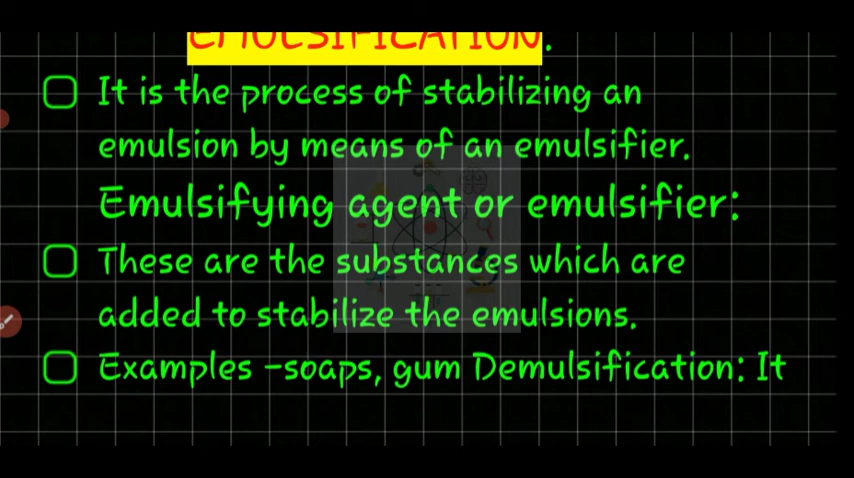 EMULSIFICATION.
It is the process of stabilizing an
emulsion by means of an emulsifier.
Emulsifying agent or emulsifier:
These are the substances which are
added to stabilize the emulsions.
Examples -soaps, gum Demulsification: It